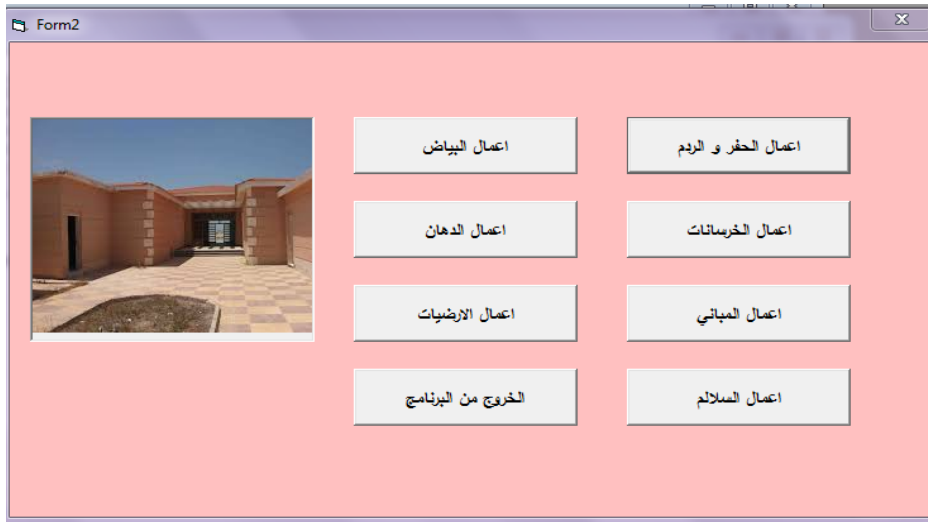 Form2
اعمال الحفر و الردم
اعمال البياض
اعمال الخرسانات
اعمال الدهان
اعمال المباني
اعمال الارضيات
اعمال السلالم
الخروج من البرنامج